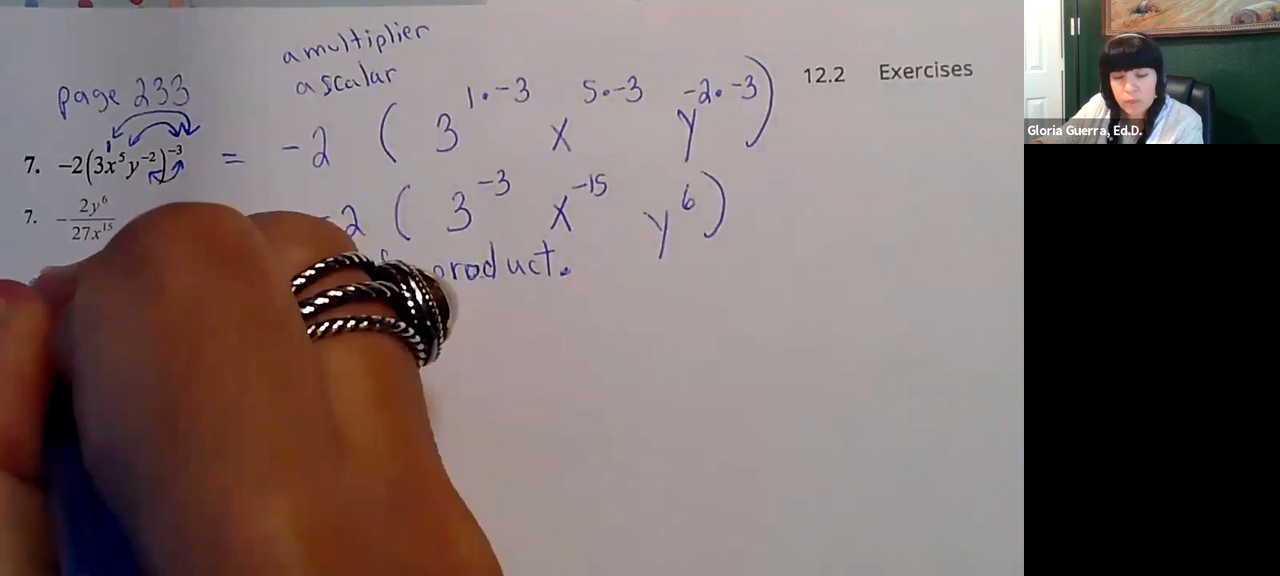 a multiplier
a scalar
page 233
12.2 Exercises
7. -2(3x⁵y⁻²)⁻³ = -2 ( 3^(1·-3) x^(5·-3) y^(-2·-3) )
-2 ( 3⁻³ x⁻¹⁵ y⁶ )
7. -2y⁶/27x¹⁵
product.
Gloria Guerra, Ed.D.